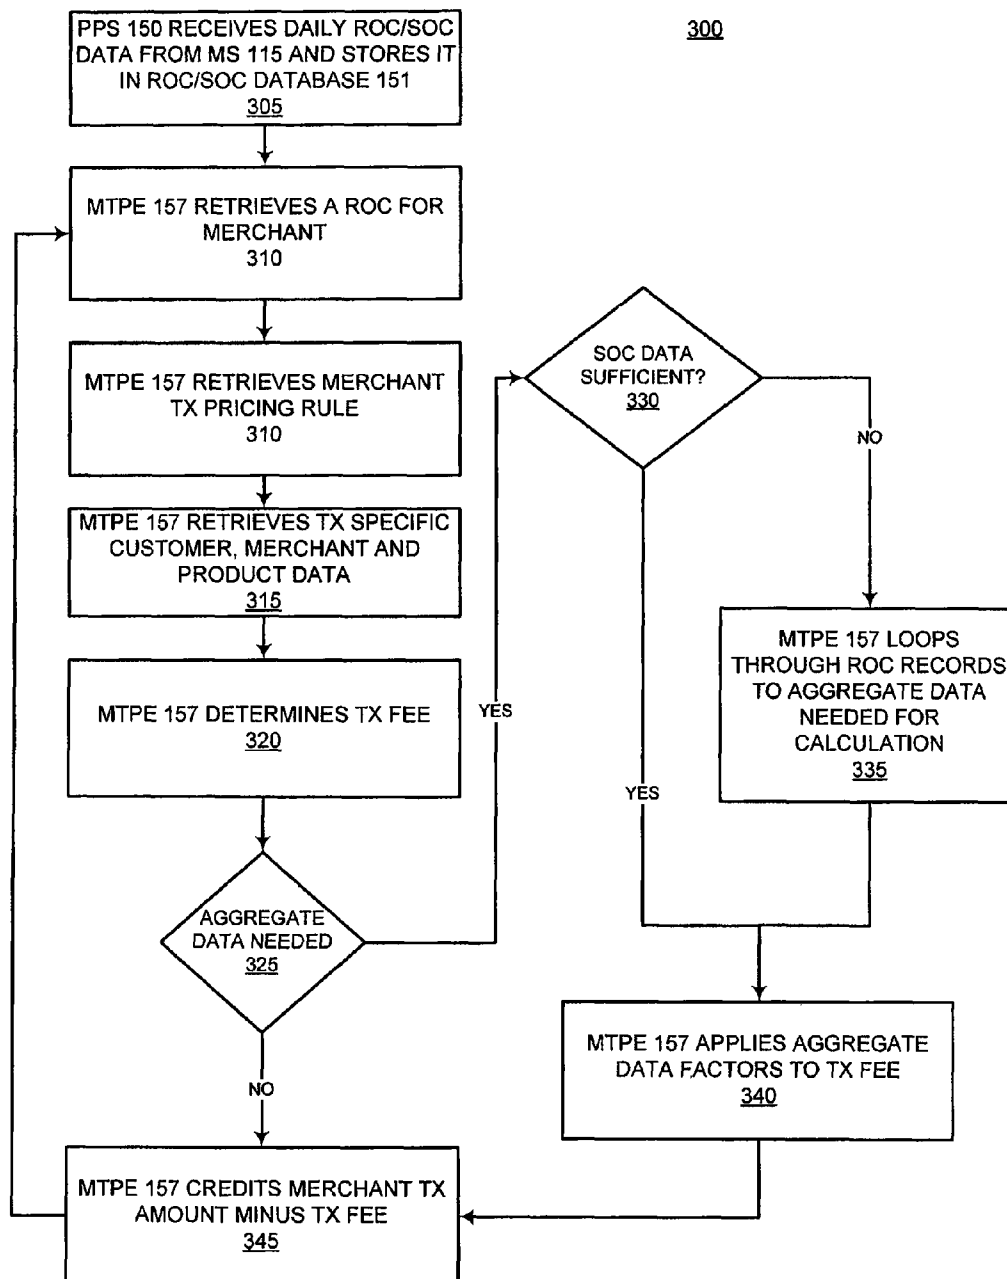 300
PPS 150 RECEIVES DAILY ROC/SOC
DATA FROM MS 115 AND STORES IT
IN ROC/SOC DATABASE 151
305
MTPE 157 RETRIEVES A ROC FOR
MERCHANT
310
MTPE 157 RETRIEVES MERCHANT
TX PRICING RULE
310
MTPE 157 RETRIEVES TX SPECIFIC
CUSTOMER, MERCHANT AND
PRODUCT DATA
315
MTPE 157 DETERMINES TX FEE
320
AGGREGATE
DATA NEEDED
325
YES
NO
SOC DATA
SUFFICIENT?
330
NO
YES
MTPE 157 LOOPS
THROUGH ROC RECORDS
TO AGGREGATE DATA
NEEDED FOR
CALCULATION
335
MTPE 157 APPLIES AGGREGATE
DATA FACTORS TO TX FEE
340
MTPE 157 CREDITS MERCHANT TX
AMOUNT MINUS TX FEE
345